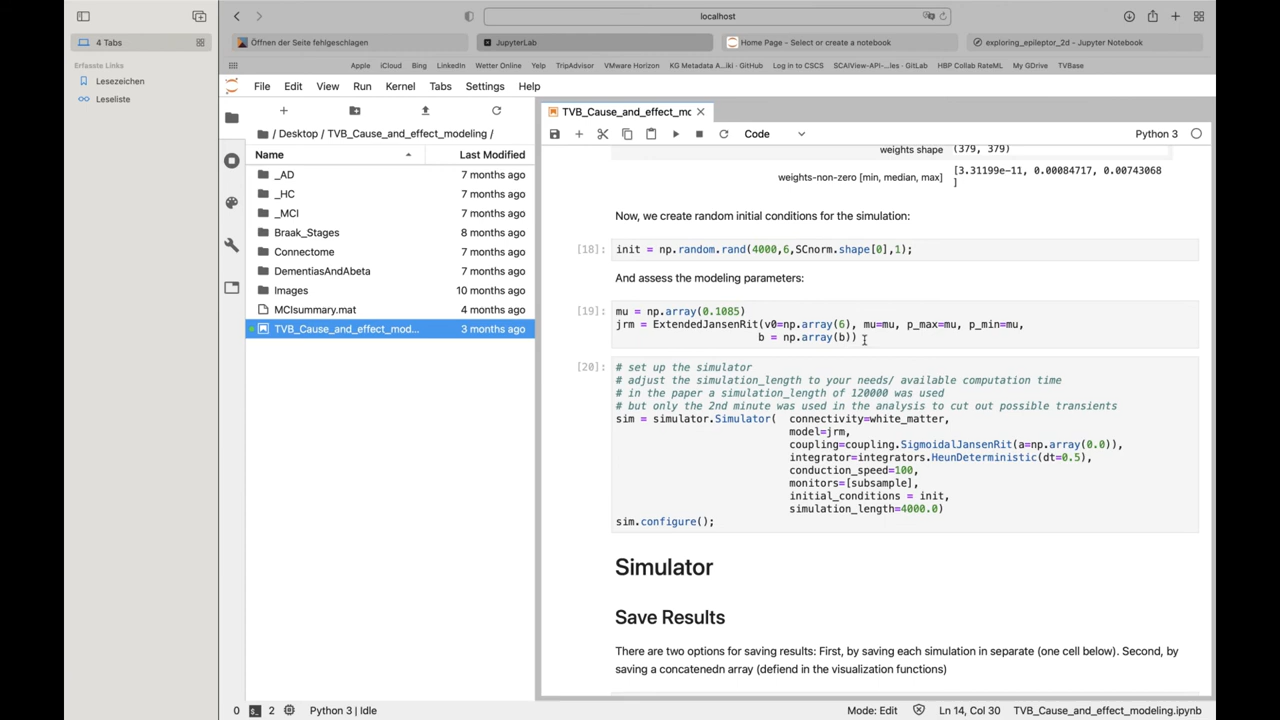 4 Tabs
Erfasste Links
Lesezeichen
Leseliste
localhost
Öffnen der Seite fehlgeschlagen
JupyterLab
Home Page - Select or create a notebook
exploring_epileptor_2d - Jupyter Notebook
Apple iCloud Bing LinkedIn Wetter Online Yelp TripAdvisor VMware Horizon KG Metadata A...iki · GitHub Log in to CSCS SCAIView-API-...ies · GitLab HBP Collab RateML My GDrive TVBase
File Edit View Run Kernel Tabs Settings Help
/ Desktop / TVB_Cause_and_effect_modeling /
Name Last Modified
_AD 7 months ago
_HC 7 months ago
_MCI 7 months ago
Braak_Stages 8 months ago
Connectome 7 months ago
DementiasAndAbeta 7 months ago
Images 10 months ago
MCIsummary.mat 4 months ago
TVB_Cause_and_effect_mod... 3 months ago
TVB_Cause_and_effect_mc
Code
Python 3
weights shape (379, 379)
weights-non-zero [min, median, max] [3.31199e-11, 0.00084717, 0.00743068
]
Now, we create random initial conditions for the simulation:
[18]: init = np.random.rand(4000,6,SCnorm.shape[0],1);
And assess the modeling parameters:
[19]: mu = np.array(0.1085)
jrm = ExtendedJansenRit(v0=np.array(6), mu=mu, p_max=mu, p_min=mu,
b = np.array(b))
[20]: # set up the simulator
# adjust the simulation_length to your needs/ available computation time
# in the paper a simulation_length of 120000 was used
# but only the 2nd minute was used in the analysis to cut out possible transients
sim = simulator.Simulator( connectivity=white_matter,
model=jrm,
coupling=coupling.SigmoidalJansenRit(a=np.array(0.0)),
integrator=integrators.HeunDeterministic(dt=0.5),
conduction_speed=100,
monitors=[subsample],
initial_conditions = init,
simulation_length=4000.0)
sim.configure();
Simulator
Save Results
There are two options for saving results: First, by saving each simulation in separate (one cell below). Second, by
saving a concatenedn array (defiend in the visualization functions)
0 2 Python 3 | Idle
Mode: Edit Ln 14, Col 30 TVB_Cause_and_effect_modeling.ipynb